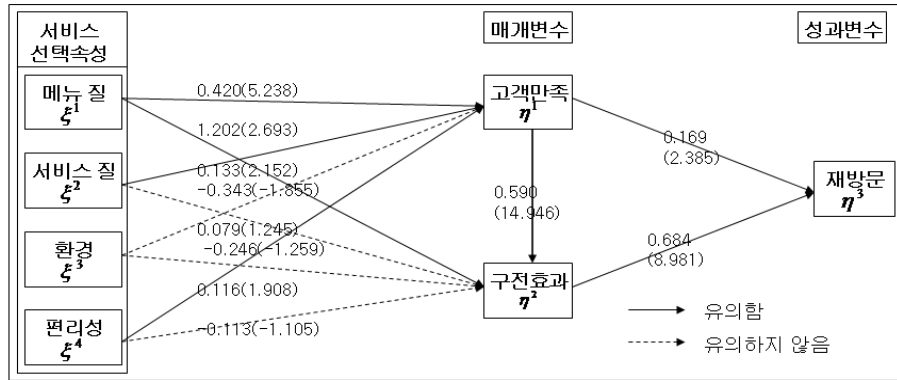 서비스
선택속성
매개변수
성과변수
메뉴 질
ξ1
고객만족
η1
0.420(5.238)
1.202(2.693)
0.169
(2.385)
서비스 질
ξ2
0.133(2.152)
-0.343(-1.855)
0.590
(14.946)
재방문
η3
0.079(1.245)
-0.246(-1.259)
환경
ξ3
0.684
(8.981)
구전효과
η2
0.116(1.908)
편리성
ξ4
-0.113(-1.105)
유의함
유의하지 않음